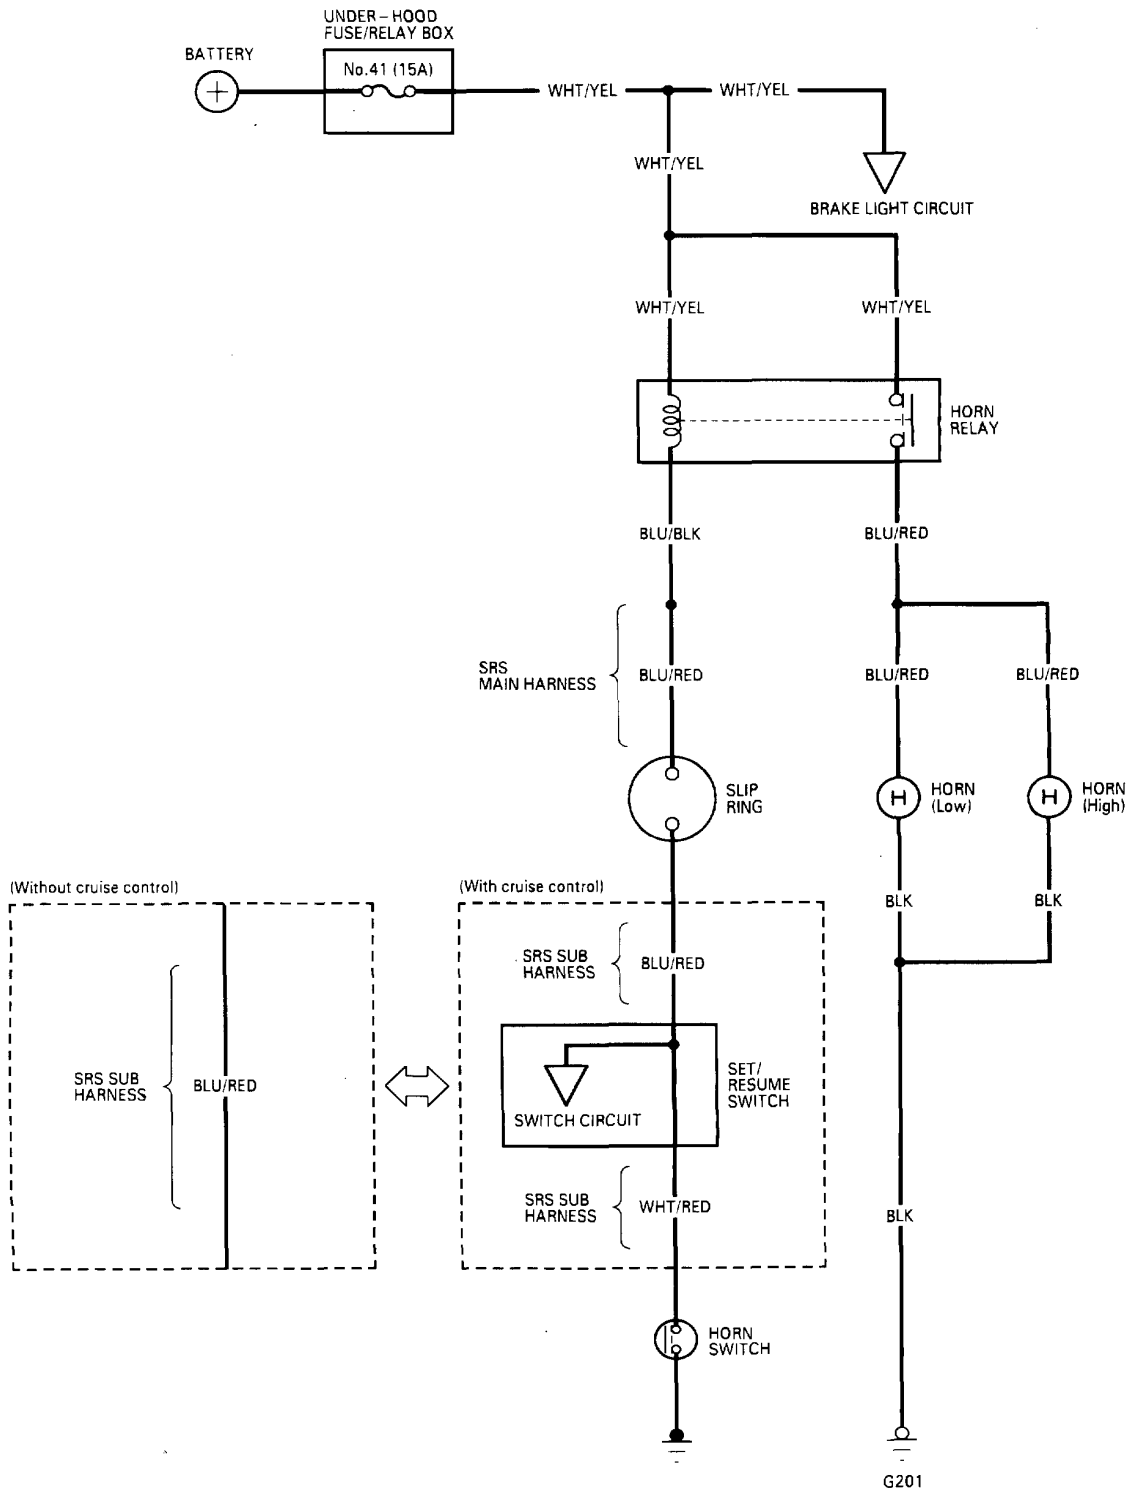 UNDER-HOOD
FUSE/RELAY BOX
BATTERY
No.41 (15A)
WHT/YEL
WHT/YEL
WHT/YEL
BRAKE LIGHT CIRCUIT
WHT/YEL
WHT/YEL
HORN
RELAY
BLU/BLK
BLU/RED
SRS
MAIN HARNESS
BLU/RED
BLU/RED
BLU/RED
SLIP
RING
H
HORN
(Low)
H
HORN
(High)
(Without cruise control)
(With cruise control)
BLK
BLK
SRS SUB
HARNESS
BLU/RED
SRS SUB
HARNESS
BLU/RED
SET/
RESUME
SWITCH
SWITCH CIRCUIT
SRS SUB
HARNESS
WHT/RED
BLK
HORN
SWITCH
G201